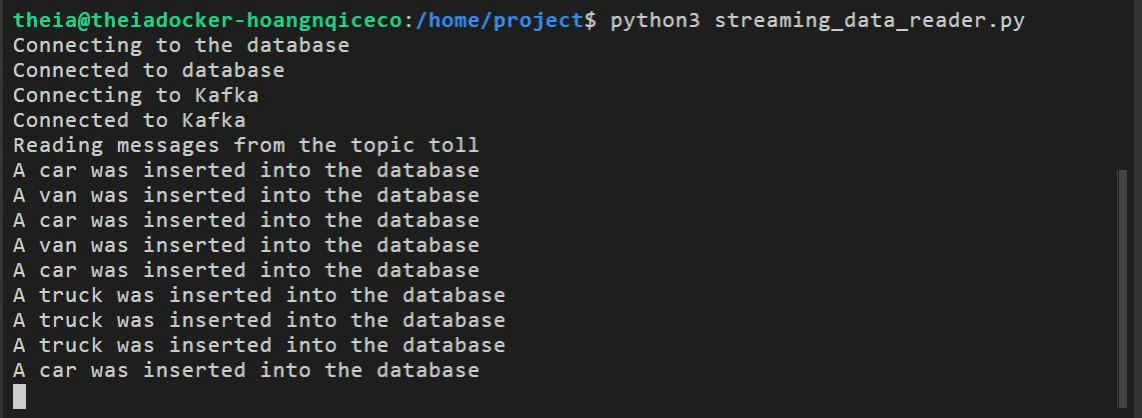 theia@theiadocker-hoangnqiceco:/home/project$ python3 streaming_data_reader.py
Connecting to the database
Connected to database
Connecting to Kafka
Connected to Kafka
Reading messages from the topic toll
A car was inserted into the database
A van was inserted into the database
A car was inserted into the database
A van was inserted into the database
A car was inserted into the database
A truck was inserted into the database
A truck was inserted into the database
A truck was inserted into the database
A car was inserted into the database